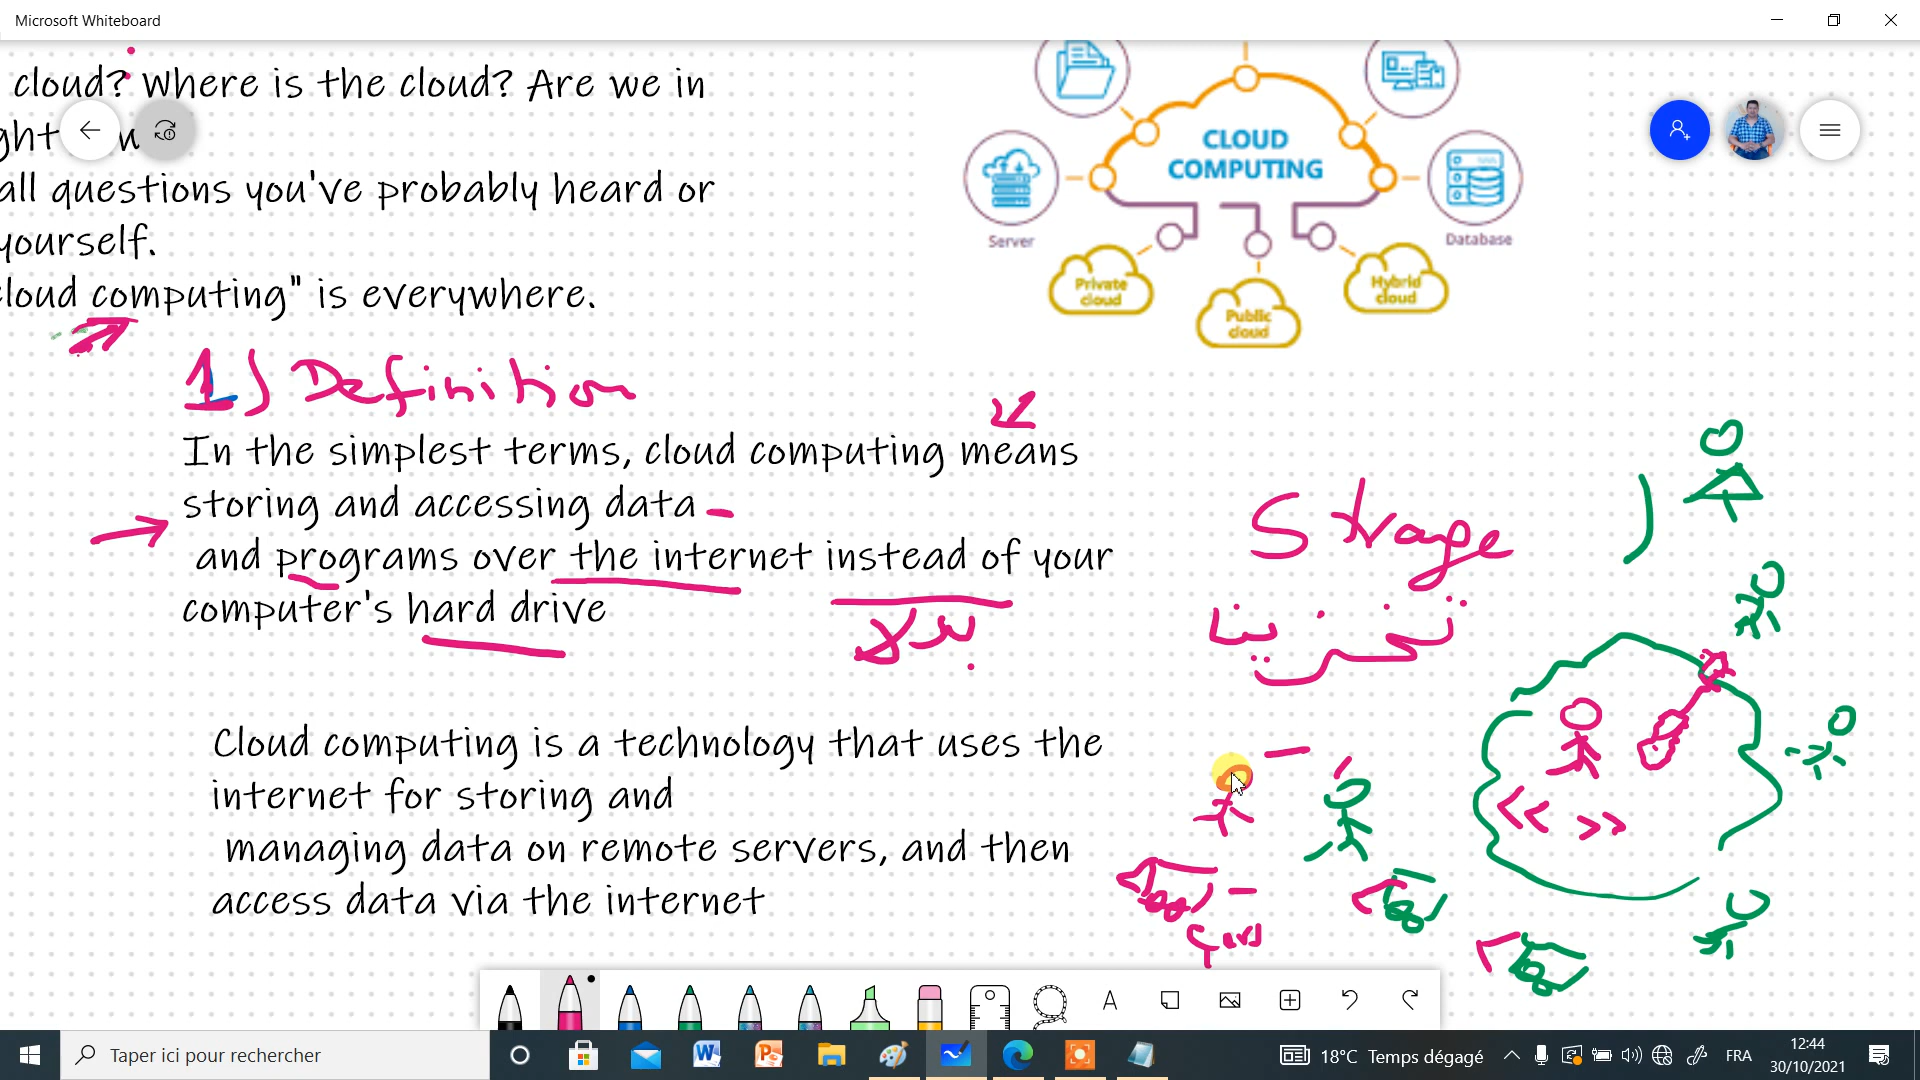 Microsoft Whiteboard
cloud? Where is the cloud? Are we in
all questions you've probably heard or
yourself.
cloud computing" is everywhere.
CLOUD
COMPUTING
Server
Database
Private
cloud
Public
cloud
Hybrid
cloud
1) Definition
In the simplest terms, cloud computing means
storing and accessing data
and programs over the internet instead of your
computer's hard drive
Storage
Cloud computing is a technology that uses the
internet for storing and
managing data on remote servers, and then
access data via the internet
<< >>
Taper ici pour rechercher
18°C Temps dégagé
FRA
12:44
30/10/2021